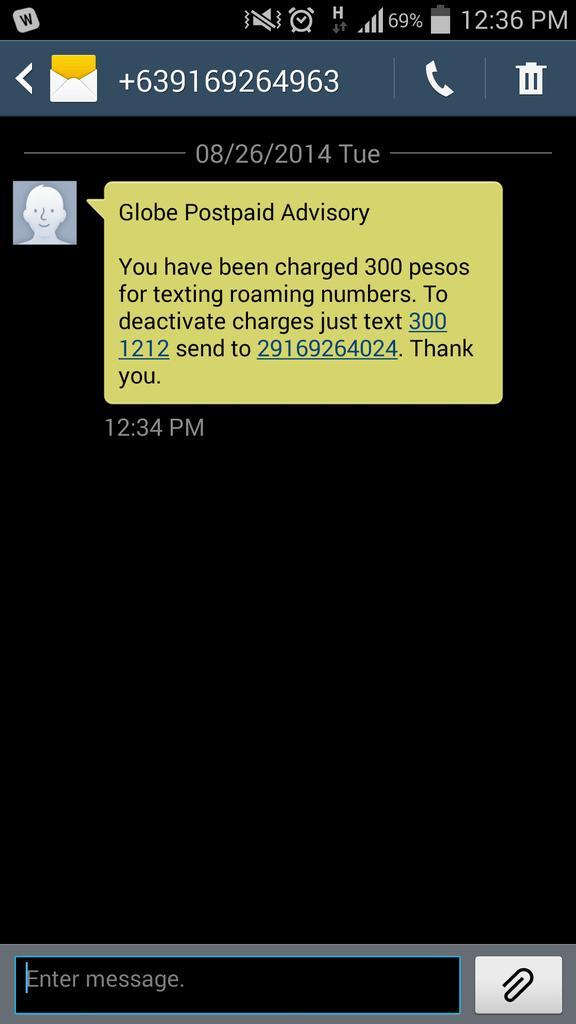 W H 69% 12:36 PM
+639169264963
08/26/2014 Tue
Globe Postpaid Advisory
You have been charged 300 pesos
for texting roaming numbers. To
deactivate charges just text 300
1212 send to 29169264024. Thank
you.
12:34 PM
Enter message.